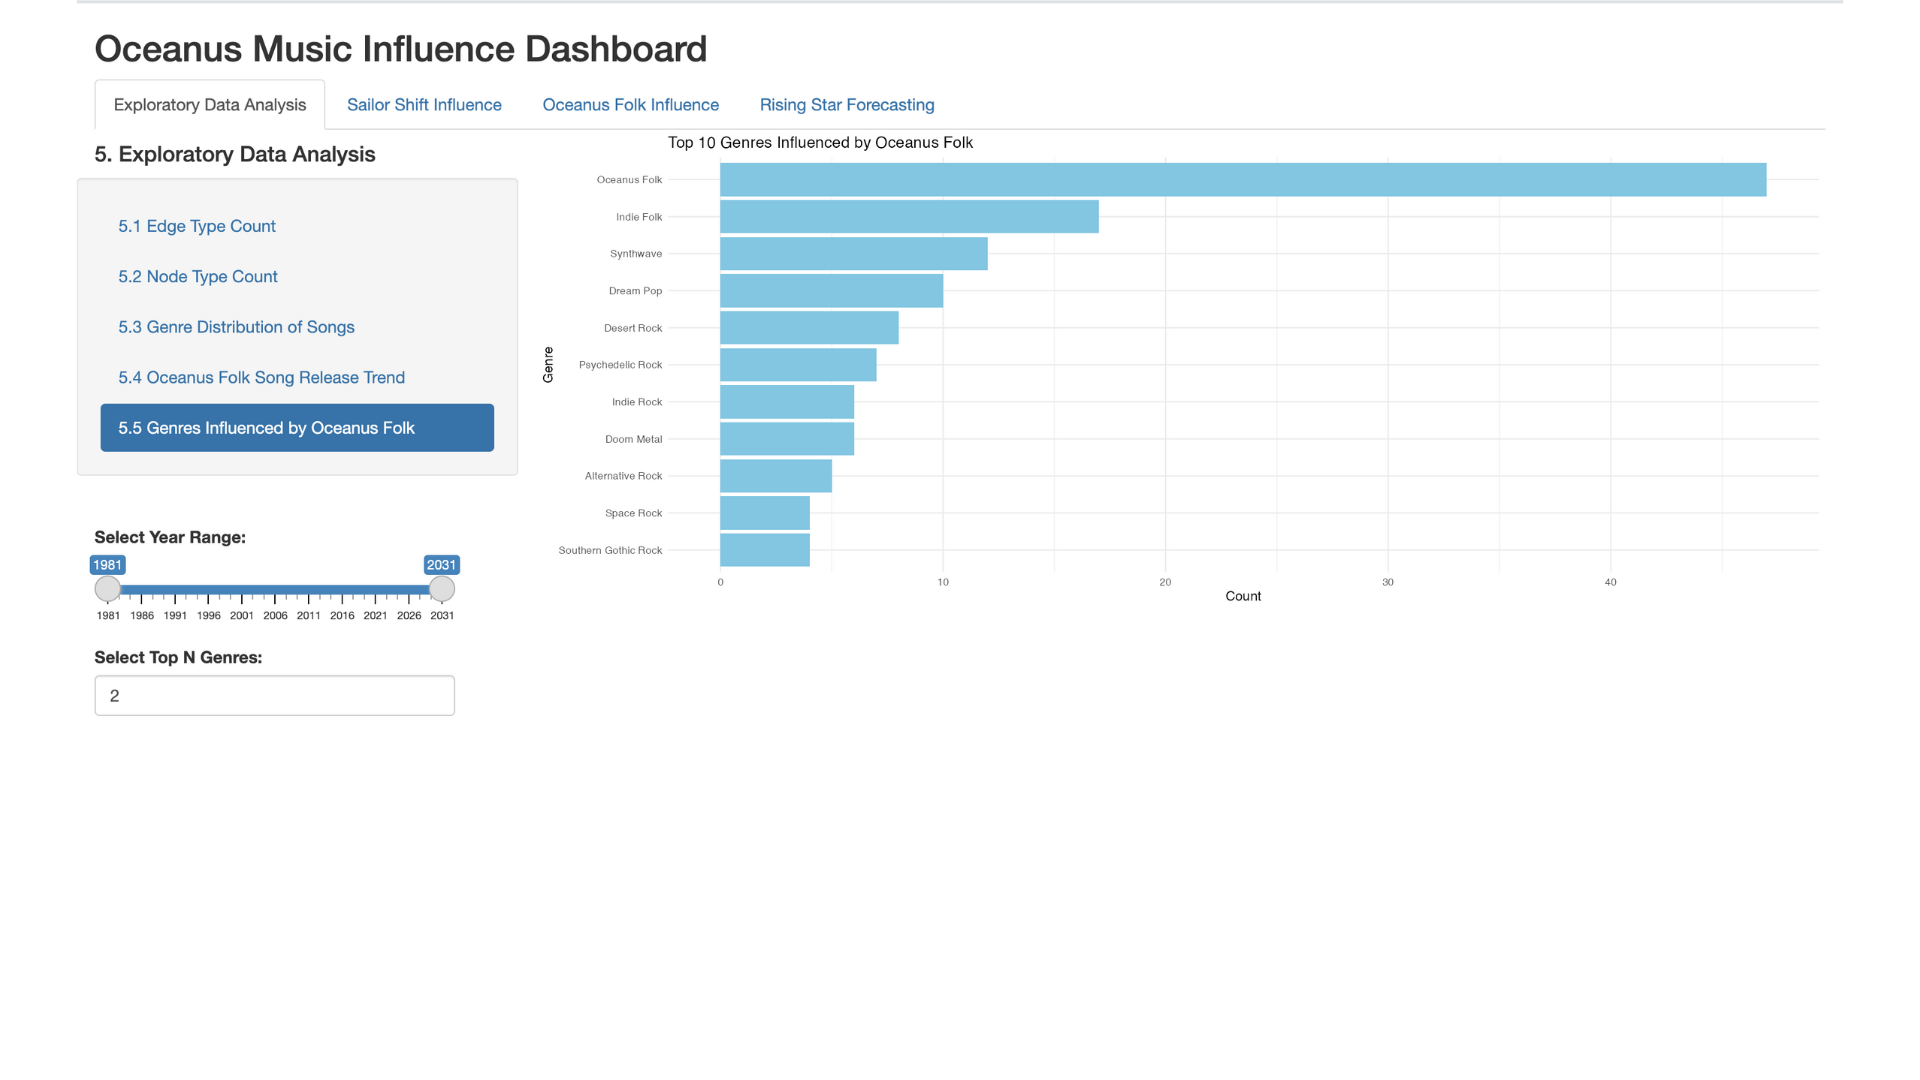 Oceanus Music Influence Dashboard
Exploratory Data Analysis
Sailor Shift Influence
Oceanus Folk Influence
Rising Star Forecasting
5. Exploratory Data Analysis
5.1 Edge Type Count
5.2 Node Type Count
5.3 Genre Distribution of Songs
5.4 Oceanus Folk Song Release Trend
5.5 Genres Influenced by Oceanus Folk
Select Year Range:
1981 2031
1981 1986 1991 1996 2001 2006 2011 2016 2021 2026 2031
Select Top N Genres:
2
Top 10 Genres Influenced by Oceanus Folk
Genre
Oceanus Folk
Indie Folk
Synthwave
Dream Pop
Desert Rock
Psychedelic Rock
Indie Rock
Doom Metal
Alternative Rock
Space Rock
Southern Gothic Rock
0 10 20 30 40
Count